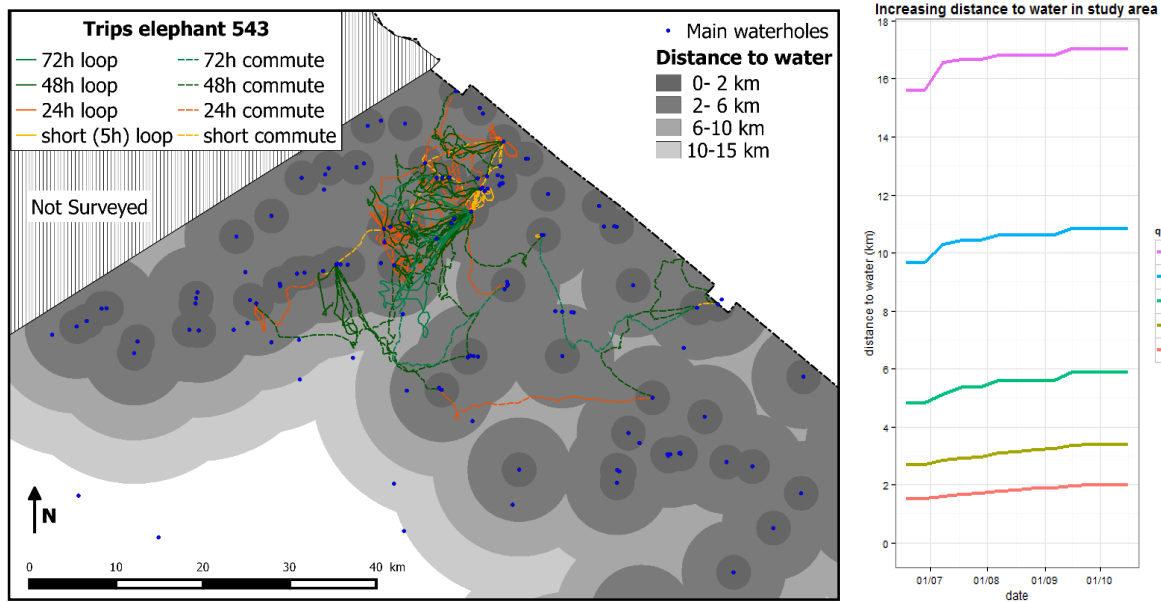 Trips elephant 543
72h loop
72h commute
48h loop
48h commute
24h loop
24h commute
short (5h) loop
short commute
Main waterholes
Distance to water
0- 2 km
2- 6 km
6-10 km
10-15 km
Not Surveyed
N
0 10 20 30 40 km
Increasing distance to water in study area
distance to water (km)
18
16
14
12
10
8
6
4
2
0
01/07 01/08 01/09 01/10
date
q